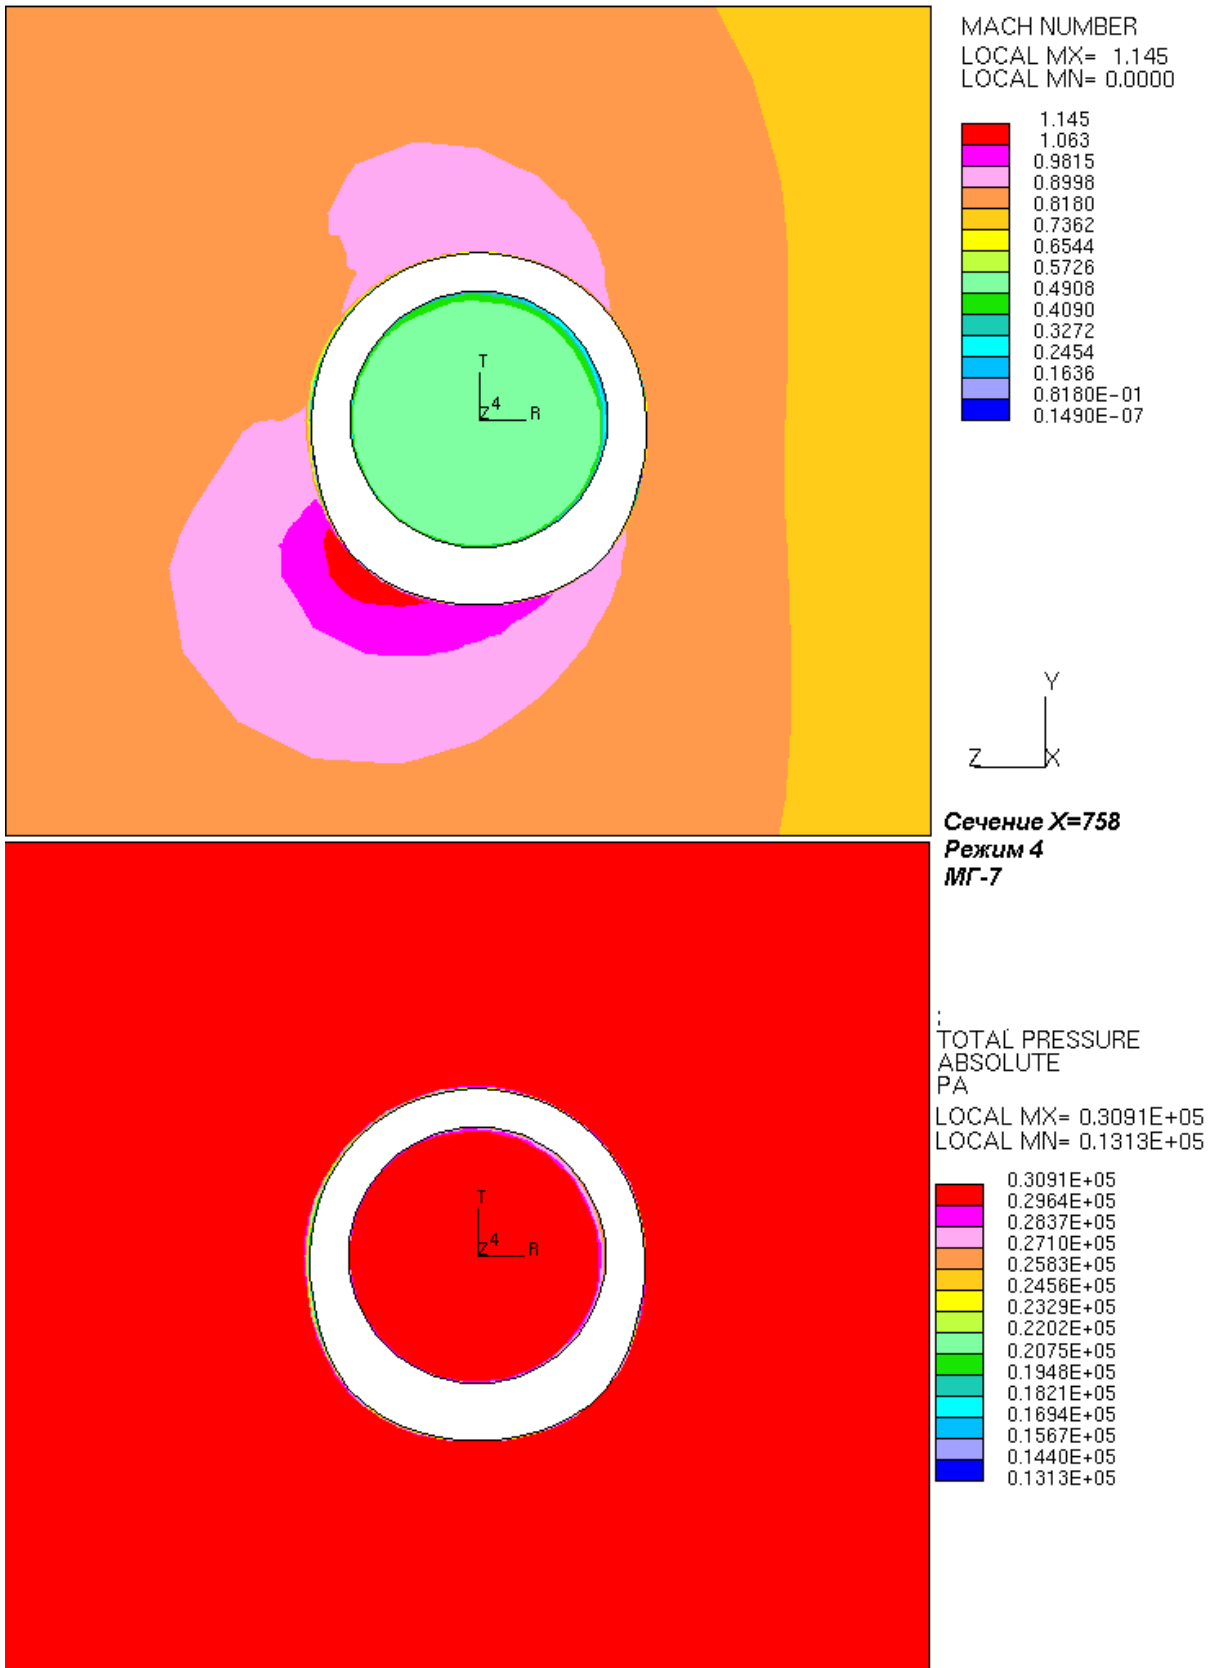 MACH NUMBER
LOCAL MX= 1.145
LOCAL MN= 0.0000
1.145
1.063
0.9815
0.8998
0.8180
0.7362
0.6544
0.5726
0.4908
0.4090
0.3272
0.2454
0.1636
0.8180E-01
0.1490E-07
T
Z 4 R
Y
Z X
Сечение X=758
Режим 4
МГ-7
:
TOTAL PRESSURE
ABSOLUTE
PA
LOCAL MX= 0.3091E+05
LOCAL MN= 0.1313E+05
0.3091E+05
0.2964E+05
0.2837E+05
0.2710E+05
0.2583E+05
0.2456E+05
0.2329E+05
0.2202E+05
0.2075E+05
0.1948E+05
0.1821E+05
0.1694E+05
0.1567E+05
0.1440E+05
0.1313E+05
T
Z 4 R